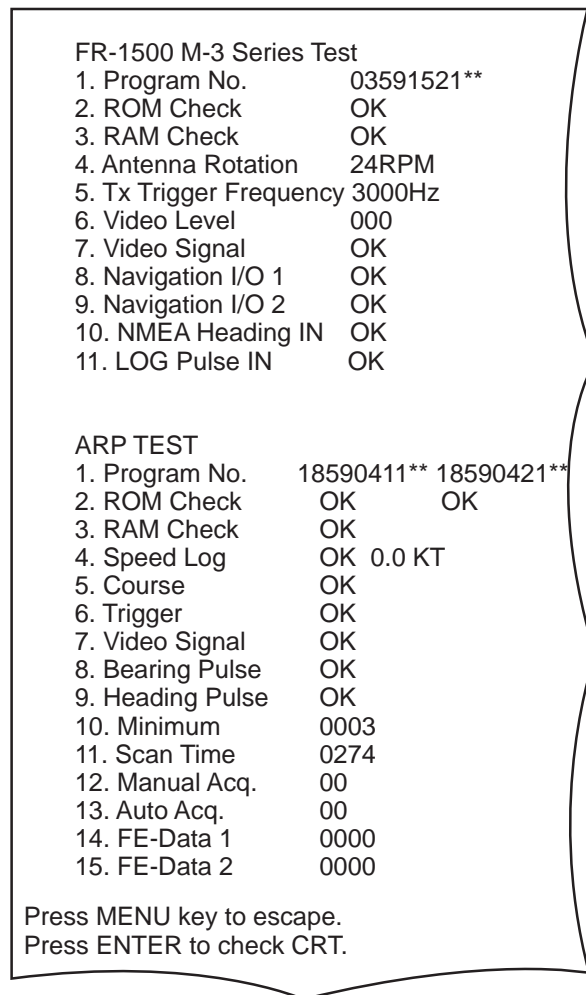 FR-1500 M-3 Series Test
1. Program No. 03591521**
2. ROM Check OK
3. RAM Check OK
4. Antenna Rotation 24RPM
5. Tx Trigger Frequency 3000Hz
6. Video Level 000
7. Video Signal OK
8. Navigation I/O 1 OK
9. Navigation I/O 2 OK
10. NMEA Heading IN OK
11. LOG Pulse IN OK
ARP TEST
1. Program No. 18590411** 18590421**
2. ROM Check OK OK
3. RAM Check OK
4. Speed Log OK 0.0 KT
5. Course OK
6. Trigger OK
7. Video Signal OK
8. Bearing Pulse OK
9. Heading Pulse OK
10. Minimum 0003
11. Scan Time 0274
12. Manual Acq. 00
13. Auto Acq. 00
14. FE-Data 1 0000
15. FE-Data 2 0000
Press MENU key to escape.
Press ENTER to check CRT.